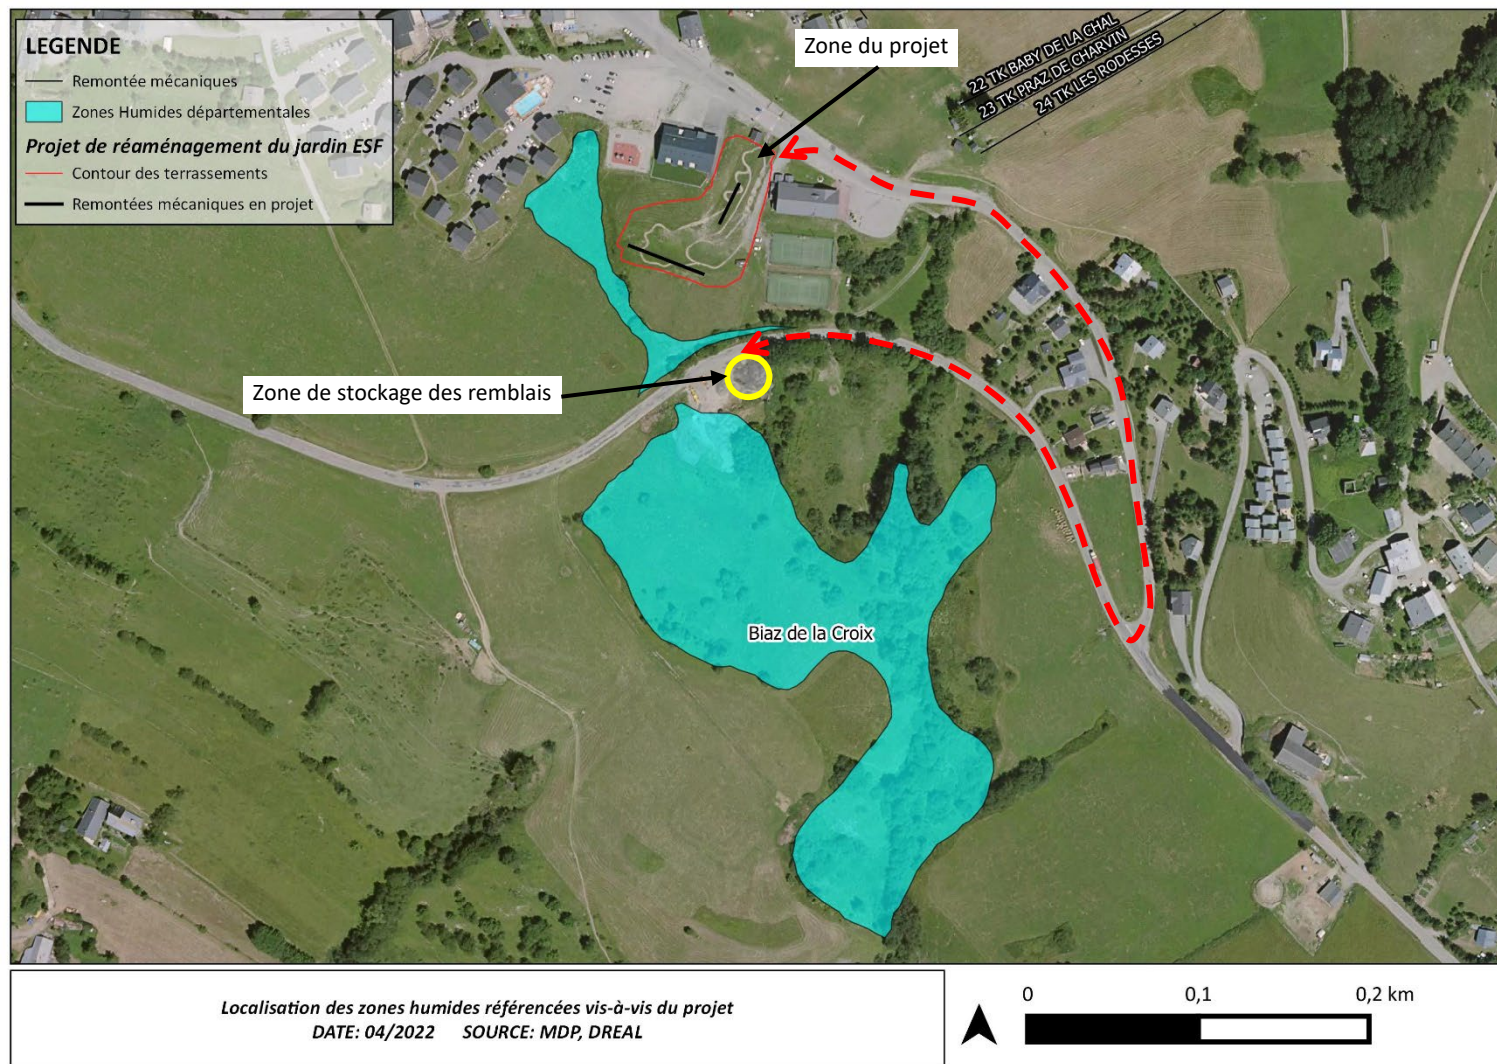 LEGENDE
Remontée mécaniques
Zones Humides départementales
Projet de réaménagement du jardin ESF
Contour des terrassements
Remontées mécaniques en projet
Zone du projet
22 TK BABY DE LA CHAL
23 TK PRAZ DE CHARVIN
24 TK LES RODESSES
Zone de stockage des remblais
Biaz de la Croix
Localisation des zones humides référencées vis-à-vis du projet
DATE: 04/2022 SOURCE: MDP, DREAL
0 0,1 0,2 km